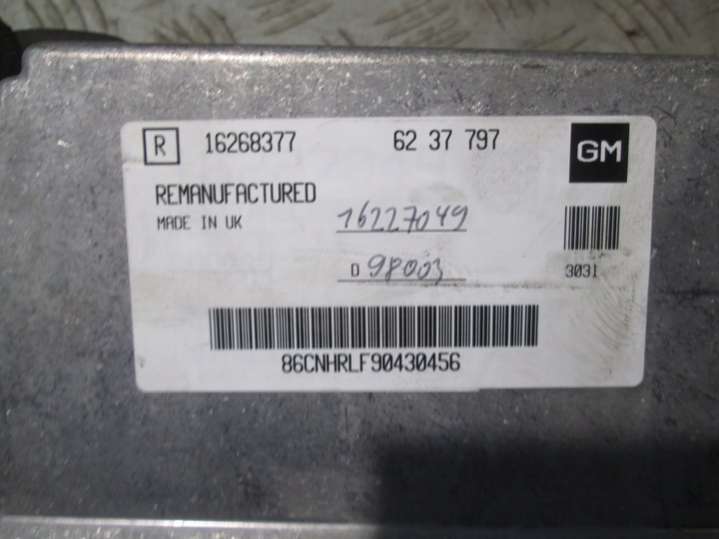 R 16268377 62 37 797 GM
REMANUFACTURED
MADE IN UK 16227049
D 98003 3031
86CNHRLF90430456